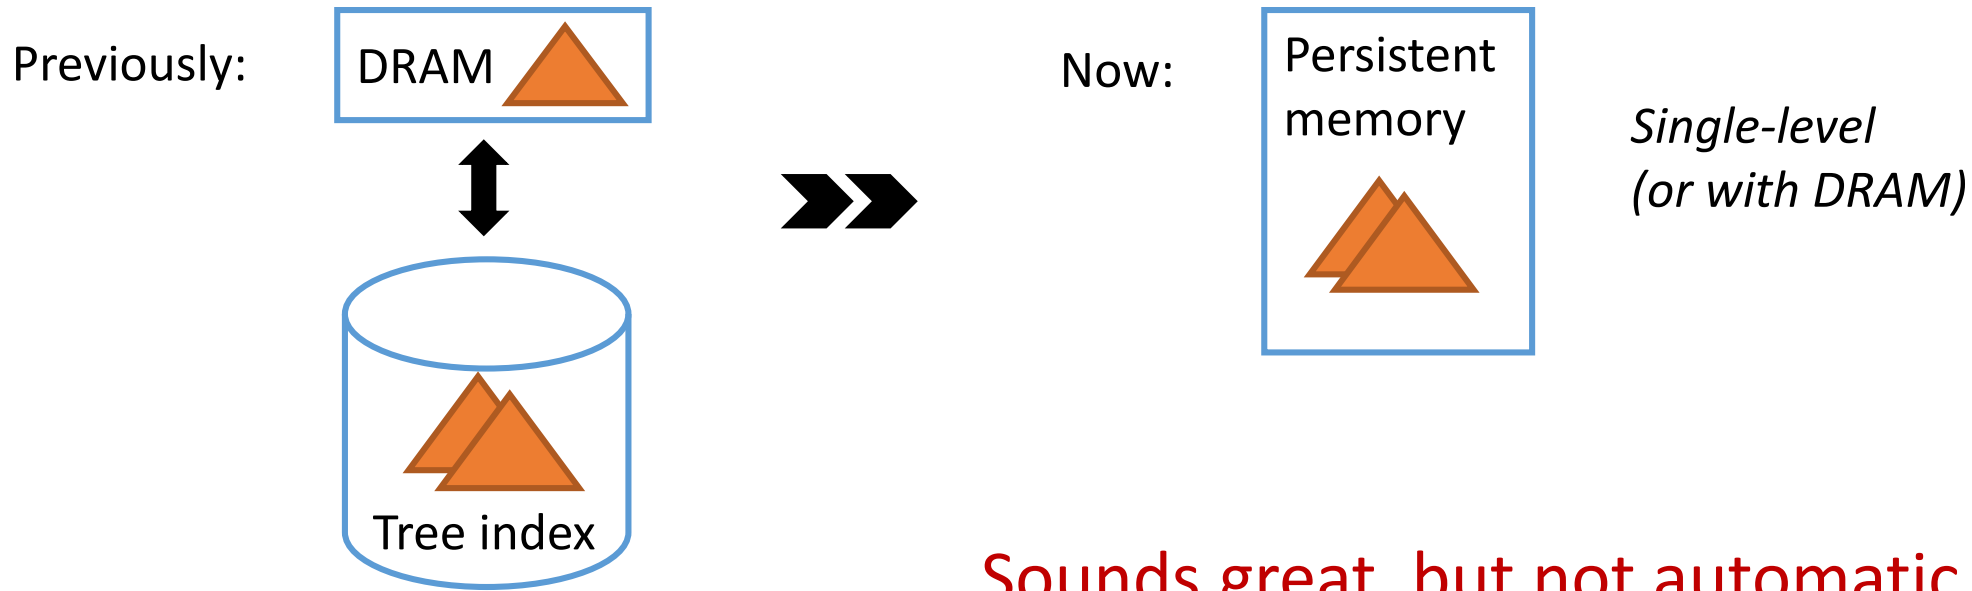 Previously:
DRAM
Tree index
Now:
Persistent
memory
Single-level
(or with DRAM)
Sounds great, but not automatic